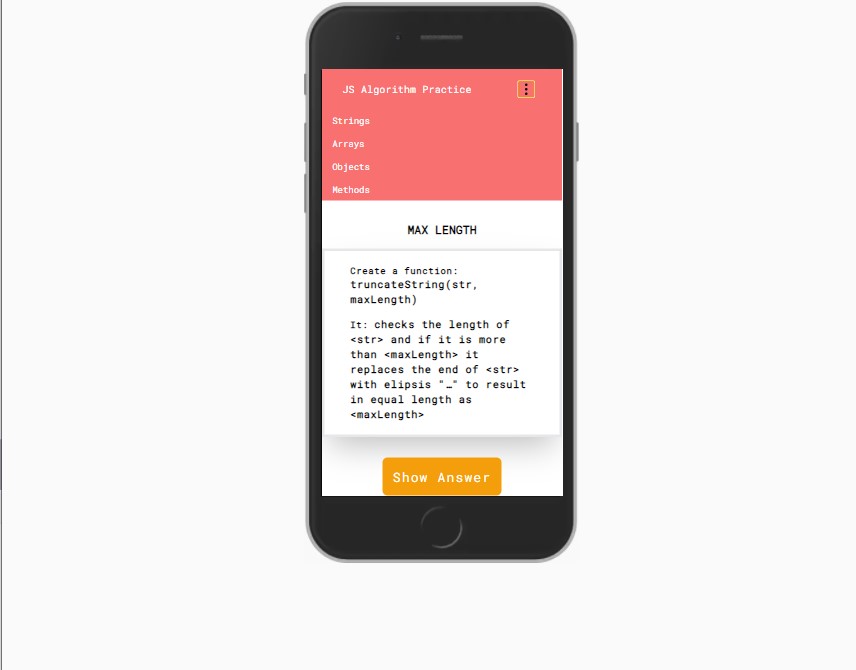 JS Algorithm Practice
Strings
Arrays
Objects
Methods
MAX LENGTH
Create a function:
truncateString(str,
maxLength)
It: checks the length of
<str> and if it is more
than <maxLength> it
replaces the end of <str>
with elipsis "…" to result
in equal length as
<maxLength>
Show Answer